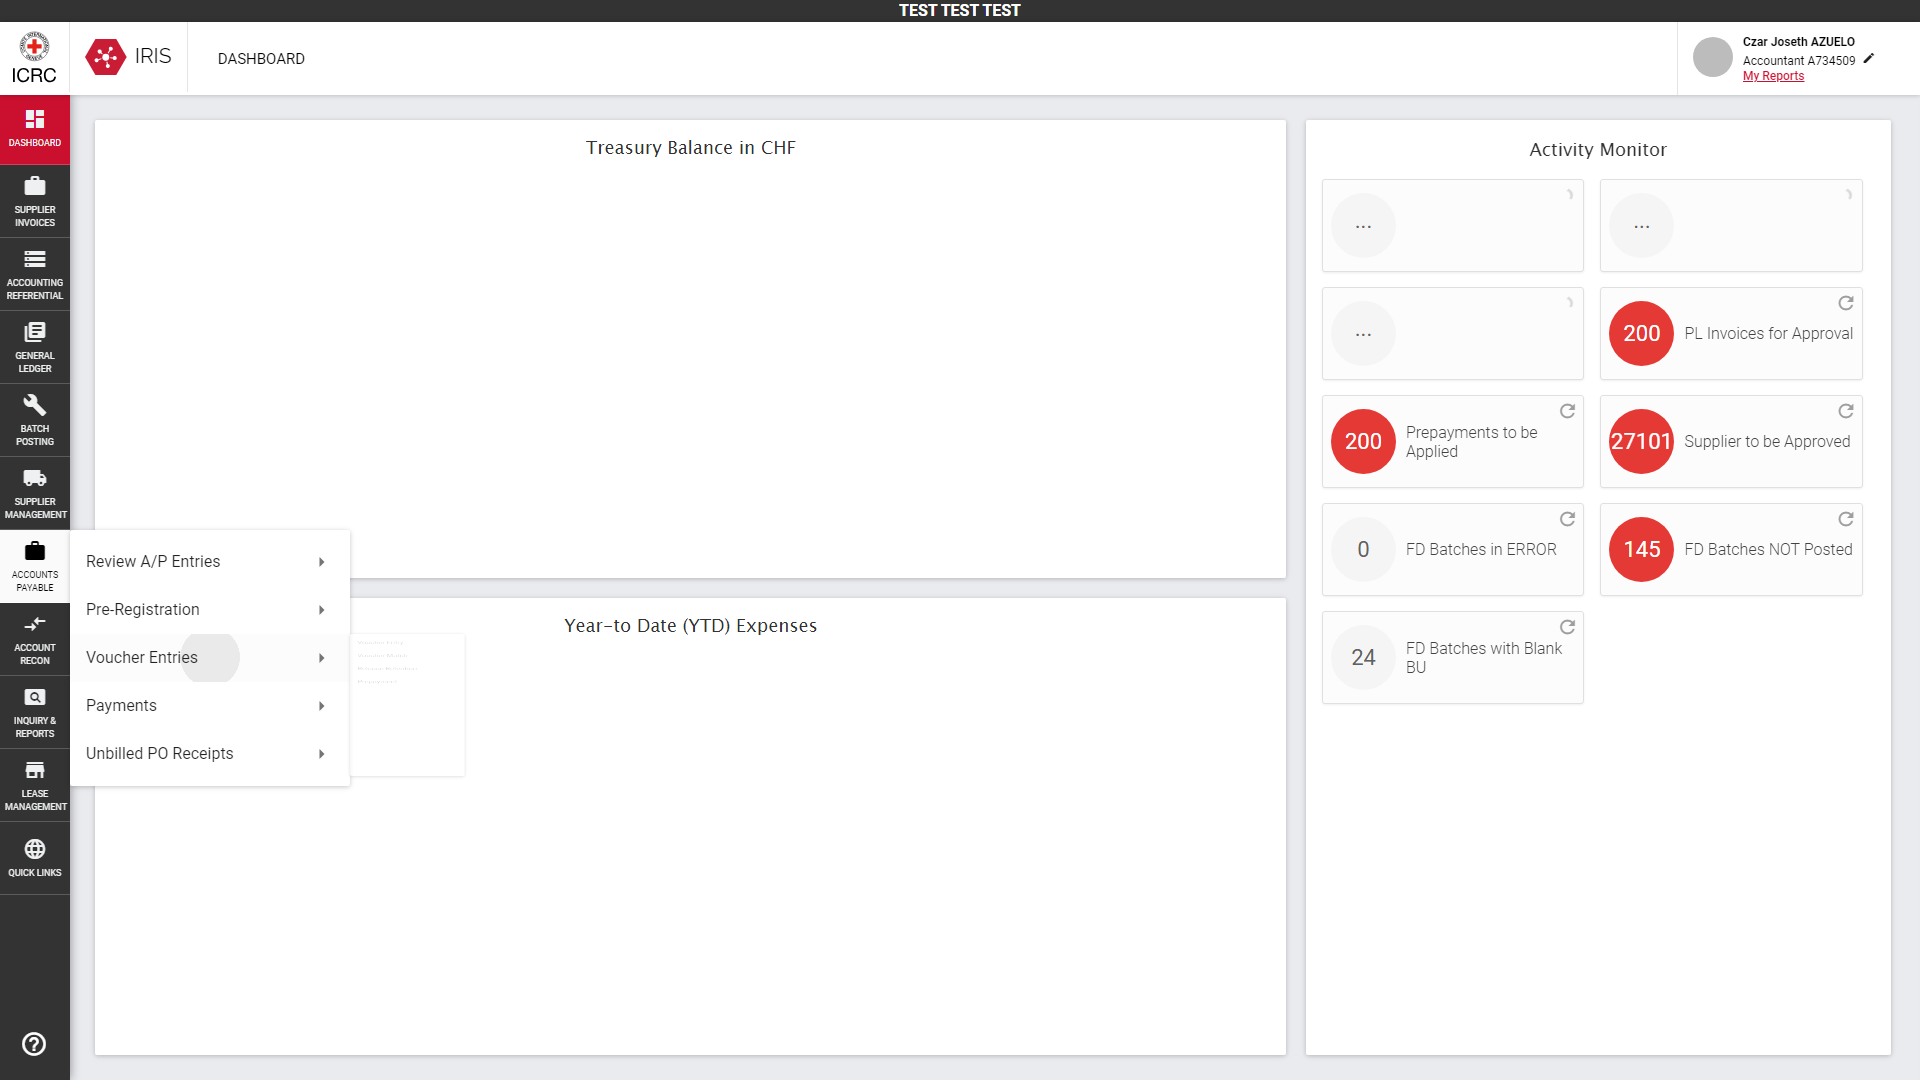 TEST TEST TEST
ICRC
IRIS
DASHBOARD
Czar Joseth AZUELO
Accountant A734509
My Reports
DASHBOARD
SUPPLIER
INVOICES
ACCOUNTING
REFERENTIAL
GENERAL
LEDGER
BATCH
POSTING
SUPPLIER
MANAGEMENT
ACCOUNTS
PAYABLE
ACCOUNT
RECON
INQUIRY &
REPORTS
LEASE
MANAGEMENT
QUICK LINKS
Review A/P Entries
Pre-Registration
Voucher Entries
Payments
Unbilled PO Receipts
Treasury Balance in CHF
Year-to Date (YTD) Expenses
Activity Monitor
...
...
...
200 PL Invoices for Approval
200 Prepayments to be
Applied
27101 Supplier to be Approved
0 FD Batches in ERROR
145 FD Batches NOT Posted
24 FD Batches with Blank
BU